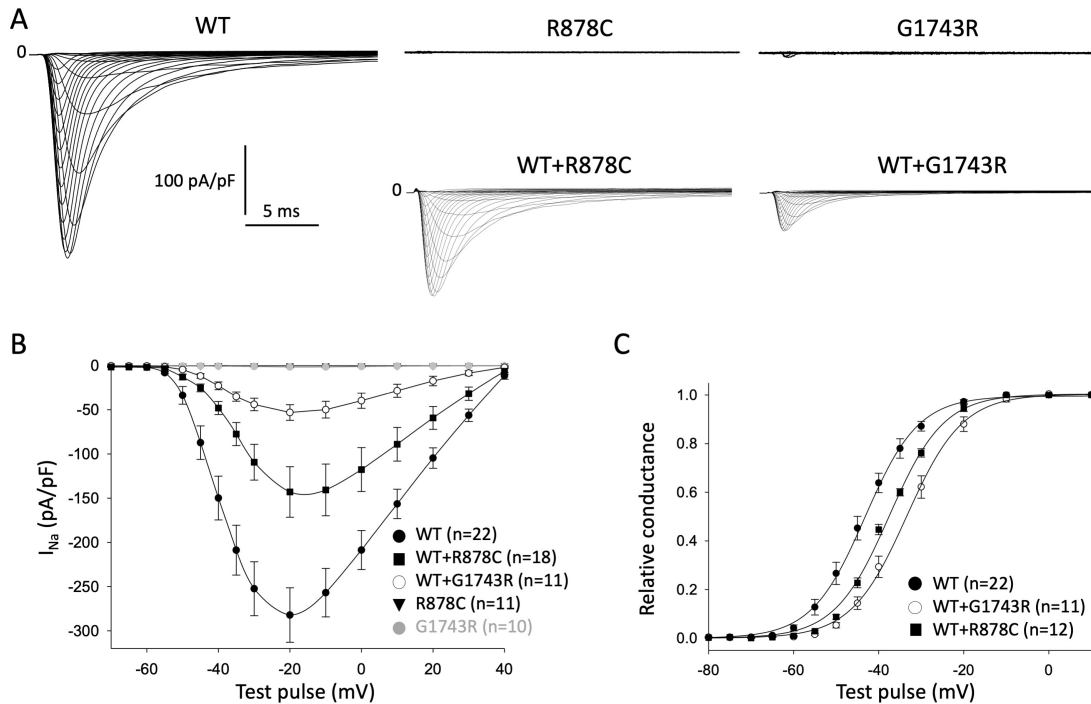 A
WT
R878C
G1743R
0
100 pA/pF
5 ms
WT+R878C
WT+G1743R
0
B
0
-50
-100
-150
-200
-250
-300
I_Na (pA/pF)
WT (n=22)
WT+R878C (n=18)
WT+G1743R (n=11)
R878C (n=11)
G1743R (n=10)
-60
-40
-20
0
20
40
Test pulse (mV)
C
1.0
0.8
0.6
0.4
0.2
0.0
Relative conductance
WT (n=22)
WT+G1743R (n=11)
WT+R878C (n=12)
-80
-60
-40
-20
0
Test pulse (mV)